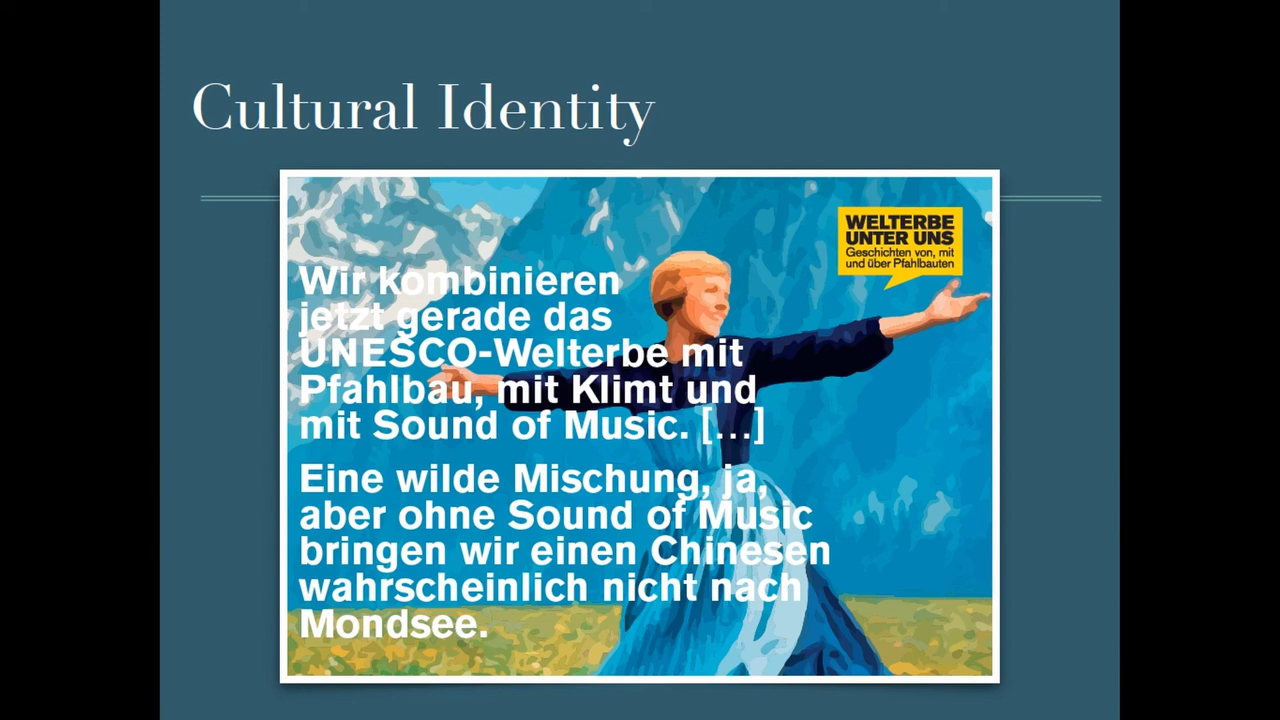 Cultural Identity
WELTERBE
UNTER UNS
Geschichten von, mit
und über Pfahlbauten
Wir kombinieren
jetzt gerade das
UNESCO-Welterbe mit
Pfahlbau, mit Klimt und
mit Sound of Music. [...]
Eine wilde Mischung, ja,
aber ohne Sound of Music
bringen wir einen Chinesen
wahrscheinlich nicht nach
Mondsee.